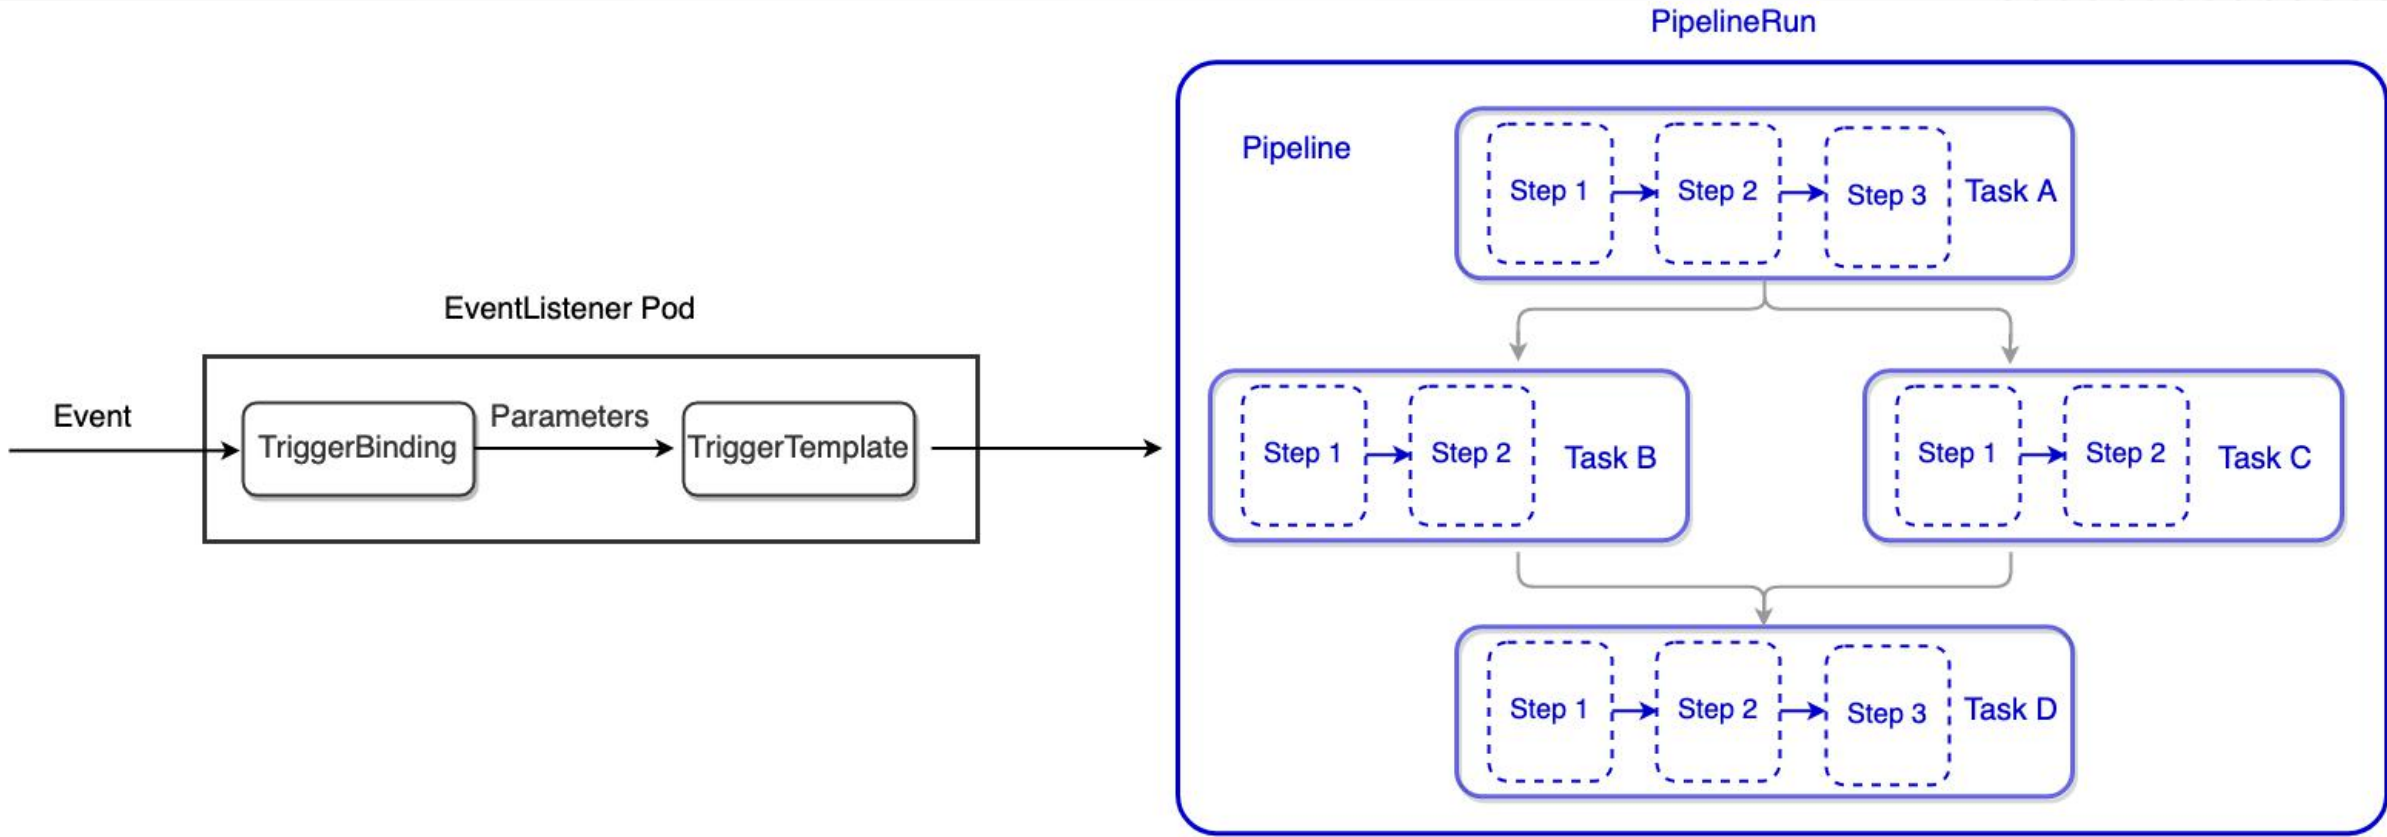 PipelineRun
Pipeline
Step 1
Step 2
Step 3
Task A
EventListener Pod
Event
TriggerBinding
Parameters
TriggerTemplate
Step 1
Step 2
Task B
Step 1
Step 2
Task C
Step 1
Step 2
Step 3
Task D